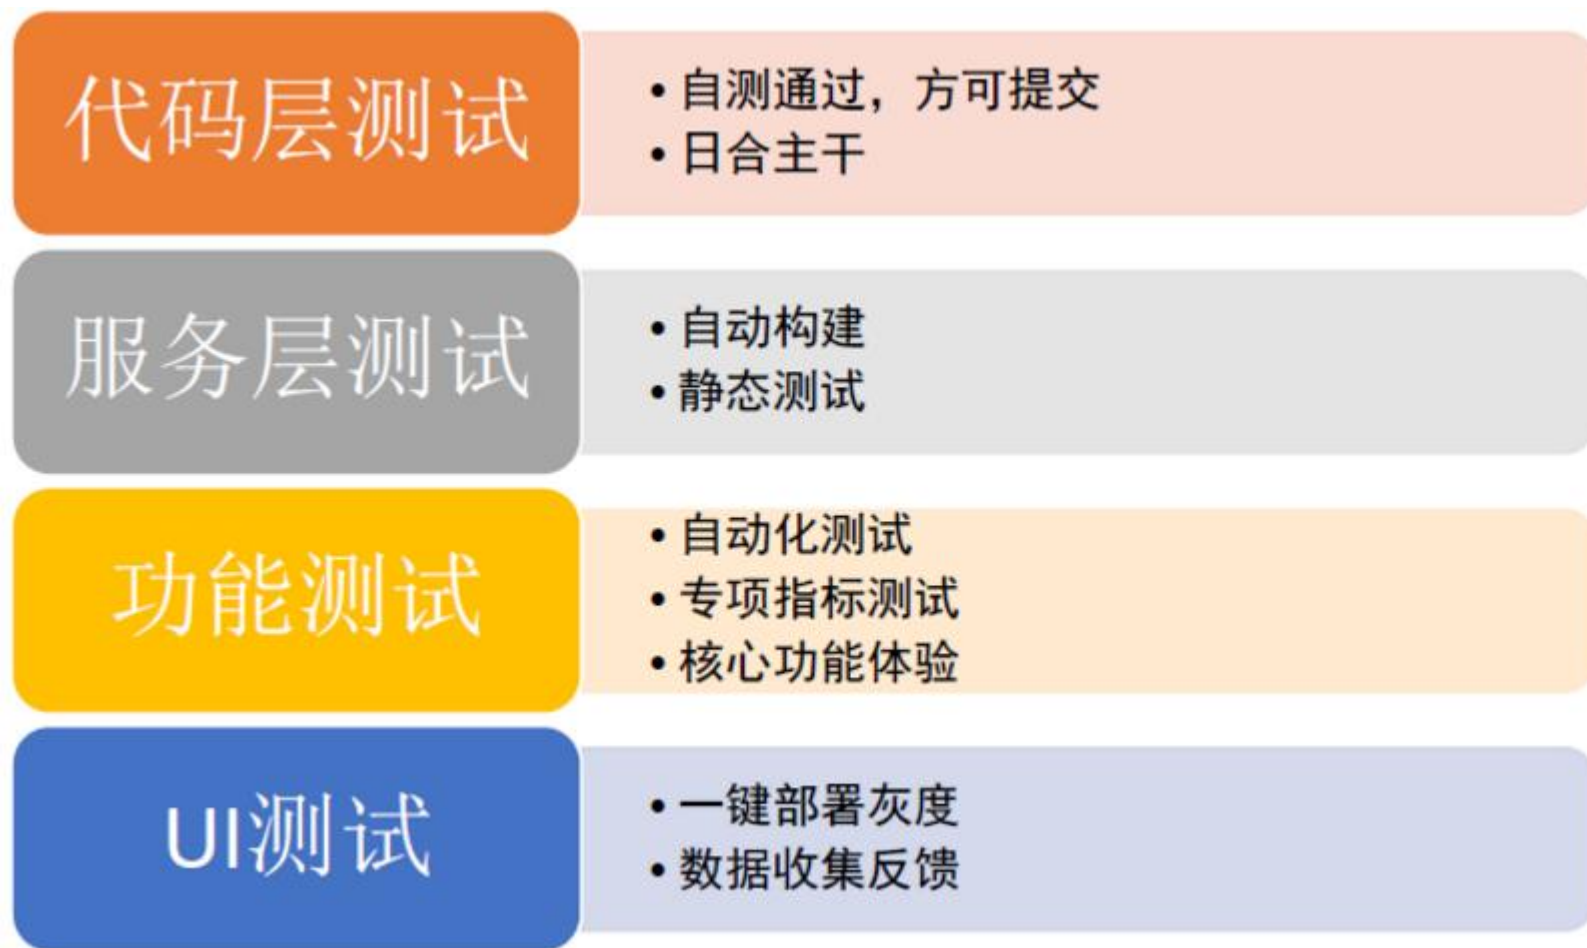 代码层测试
• 自测通过，方可提交
• 日合主干
服务层测试
• 自动构建
• 静态测试
功能测试
• 自动化测试
• 专项指标测试
• 核心功能体验
UI测试
• 一键部署灰度
• 数据收集反馈